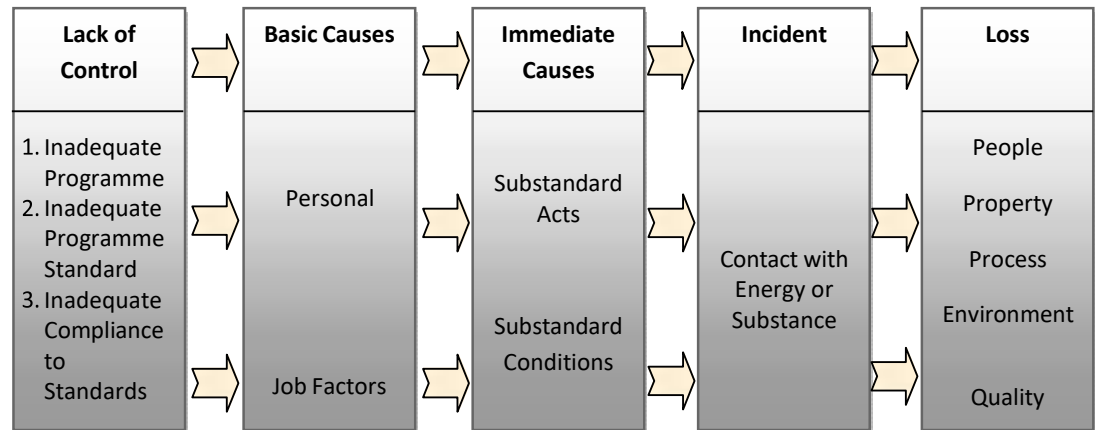 Lack of
Control
Basic Causes
Immediate
Causes
Incident
Loss
1. Inadequate
Programme
2. Inadequate
Programme
Standard
3. Inadequate
Compliance
to
Standards
Personal
Job Factors
Substandard
Acts
Substandard
Conditions
Contact with
Energy or
Substance
People
Property
Process
Environment
Quality